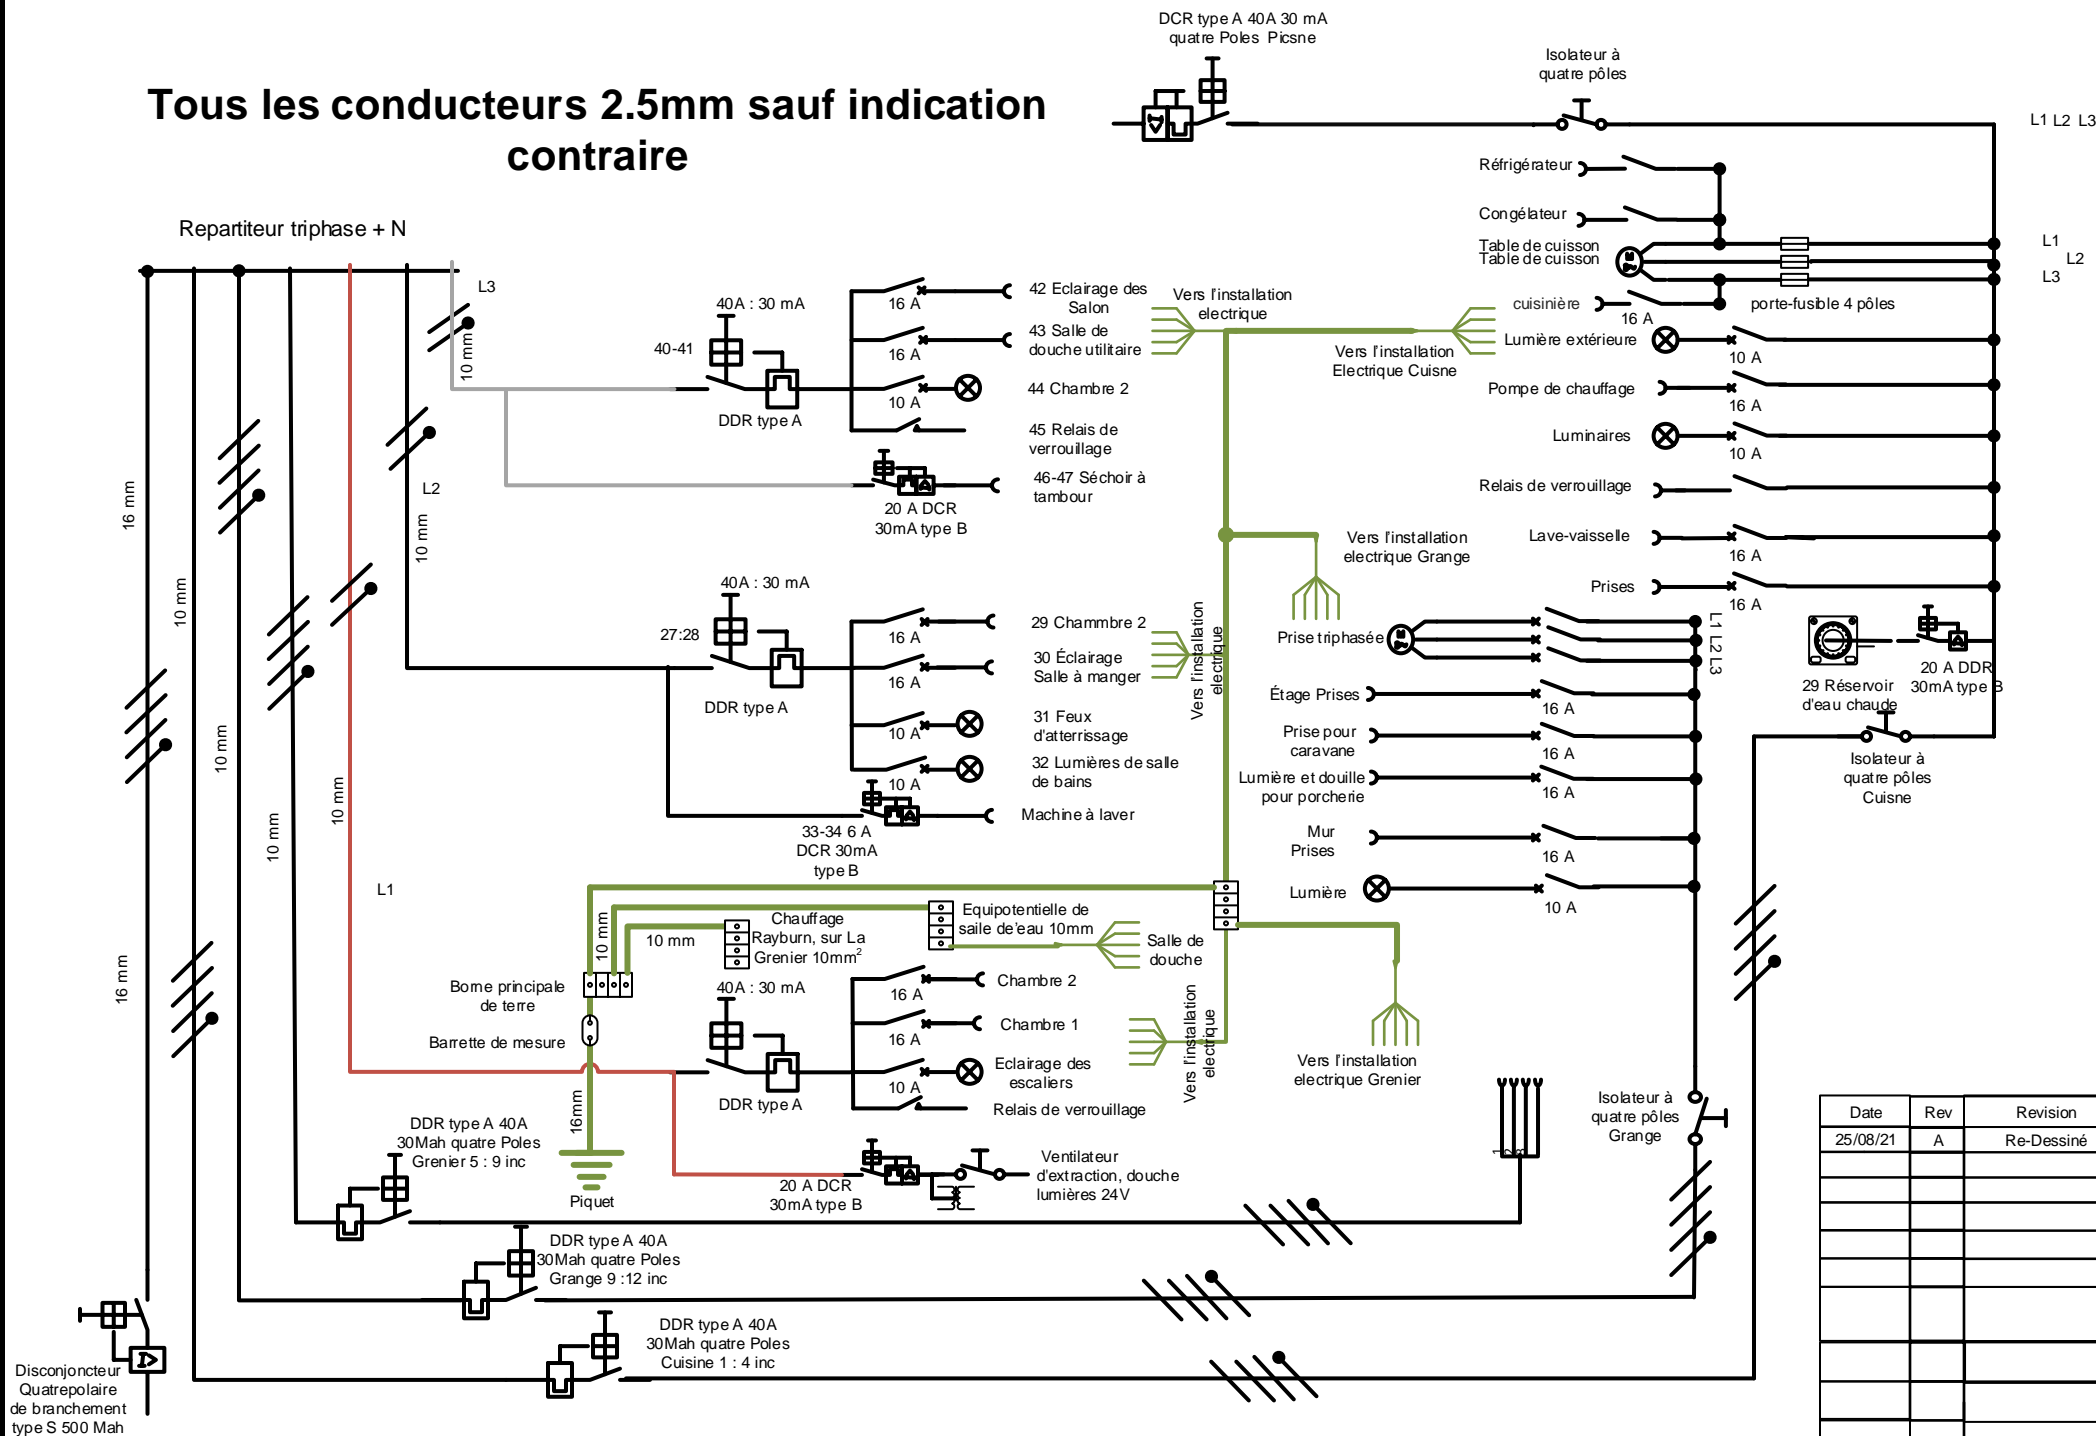 DCR type A 40A 30 mA
quatre Poles Picsne
Isolateur à
quatre pôles
Tous les conducteurs 2.5mm sauf indication
contraire
L1 L2 L3
Repartiteur triphase + N
L3
10 mm
16 mm
10 mm
10 mm
10 mm
10 mm
L2
10 mm
L1
16 mm
40A : 30 mA
40-41
DDR type A
16 A
16 A
10 A
42 Eclairage des
Salon
43 Salle de
douche utilitaire
44 Chambre 2
45 Relais de
verrouillage
46-47 Séchoir à
tambour
20 A DCR
30mA type B
Vers l'installation
electrique
Vers l'installation
Electrique Cuisne
Réfrigérateur
Congélateur
Table de cuisson
Table de cuisson
cuisinière
16 A
porte-fusible 4 pôles
L1
L2
L3
Lumière extérieure
10 A
Pompe de chauffage
16 A
Luminaires
10 A
Relais de verrouillage
Lave-vaisselle
16 A
Prises
16 A
Vers l'installation
electrique Grange
40A : 30 mA
27:28
DDR type A
16 A
16 A
10 A
10 A
29 Chammbre 2
30 Éclairage
Salle à manger
31 Feux
d'atterrissage
32 Lumières de salle
de bains
Machine à laver
33-34 6 A
DCR 30mA
type B
Vers l'installation
electrique
Prise triphasée
L1 L2 L3
Étage Prises
16 A
Prise pour
caravane
16 A
Lumière et douille
pour porcherie
16 A
Mur
Prises
16 A
Lumière
10 A
29 Réservoir
d'eau chaude
20 A DDR
30mA type B
Isolateur à
quatre pôles
Cuisne
10 mm
10 mm
Chauffage
Rayburn, sur La
Grenier 10mm²
Equipotentielle de
saile de'eau 10mm
Salle de
douche
Borne principale
de terre
Barrette de mesure
16mm
Piquet
40A : 30 mA
DDR type A
16 A
16 A
10 A
Chambre 2
Chambre 1
Eclairage des
escaliers
Relais de verrouillage
Vers l'installation
electrique
Vers l'installation
electrique Grenier
20 A DCR
30mA type B
Ventilateur
d'extraction, douche
lumières 24V
1
2
3
Isolateur à
quatre pôles
Grange
DDR type A 40A
30Mah quatre Poles
Grenier 5 : 9 inc
DDR type A 40A
30Mah quatre Poles
Grange 9 :12 inc
DDR type A 40A
30Mah quatre Poles
Cuisine 1 : 4 inc
Disconjoncteur
Quatrepolaire
de branchement
type S 500 Mah
Date Rev Revision
25/08/21 A Re-Dessiné